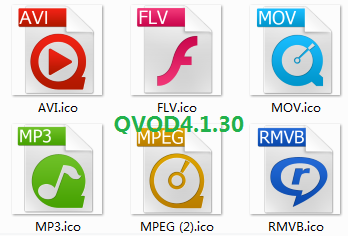 AVI FLV MOV
AVI.ico FLV.ico MOV.ico
QVOD4.1.30
MP3 MPEG RMVB
r
MP3.ico MPEG (2).ico RMVB.ico